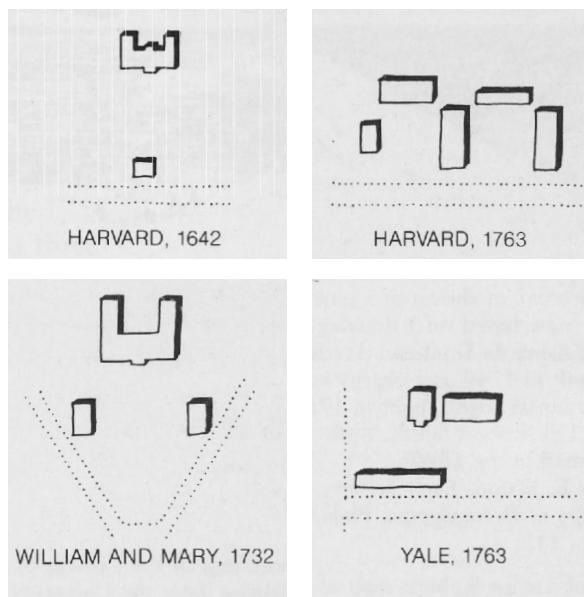 HARVARD, 1642
HARVARD, 1763
WILLIAM AND MARY, 1732
YALE, 1763